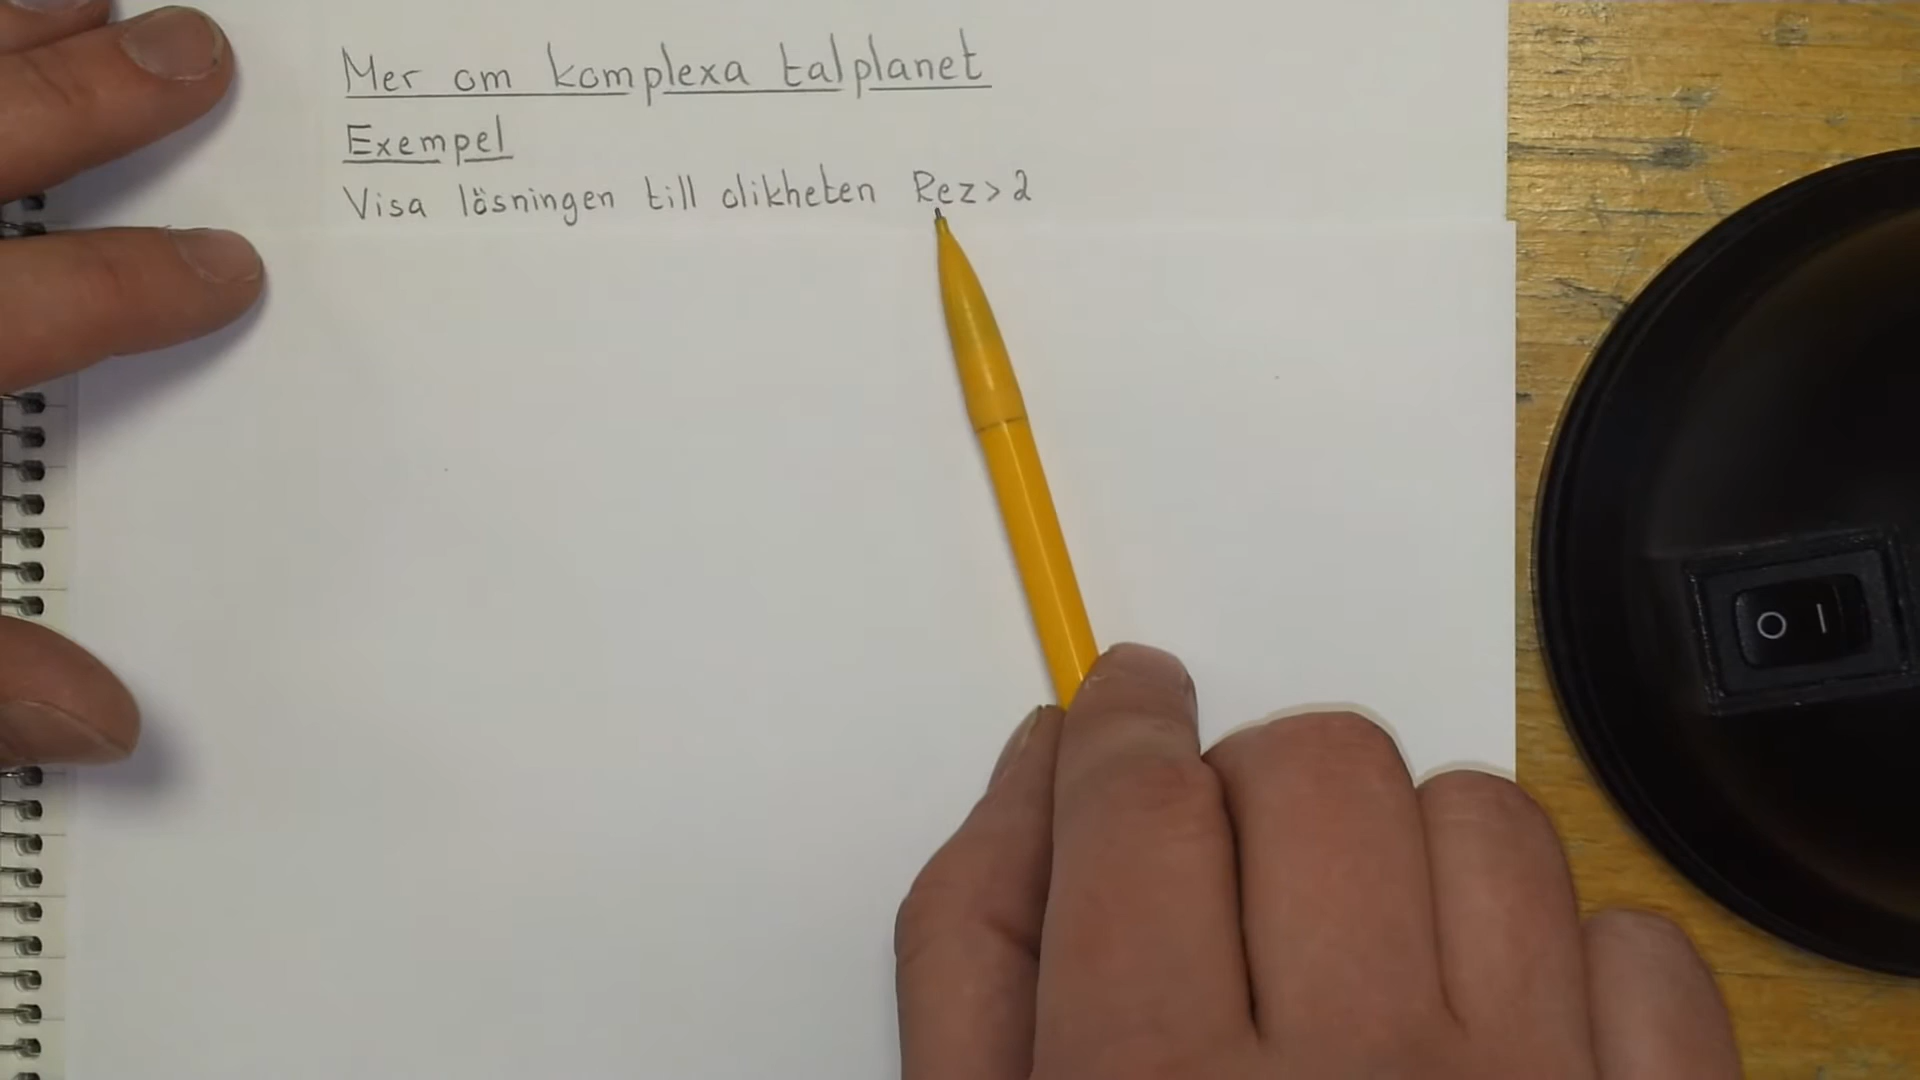 Mer om komplexa talplanet
Exempel
Visa lösningen till olikheten Rez>2
O I